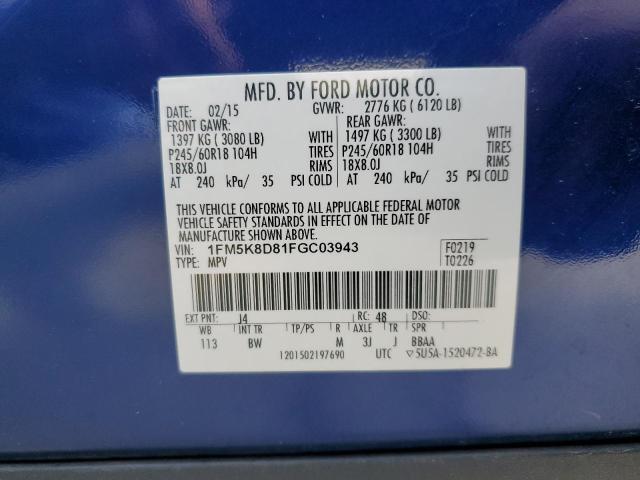 MFD. BY FORD MOTOR CO.
DATE: 02/15 GVWR: 2776 KG ( 6120 LB)
FRONT GAWR: REAR GAWR:
1397 KG ( 3080 LB) WITH 1497 KG ( 3300 LB) WITH
P245/60R18 104H TIRES P245/60R18 104H TIRES
18X8.0J RIMS 18X8.0J RIMS
AT 240 kPa/ 35 PSI COLD AT 240 kPa/ 35 PSI COLD
THIS VEHICLE CONFORMS TO ALL APPLICABLE FEDERAL MOTOR
VEHICLE SAFETY STANDARDS IN EFFECT ON THE DATE OF
MANUFACTURE SHOWN ABOVE.
VIN: 1FM5K8D81FGC03943 F0219
TYPE: MPV T0226
EXT PNT: J4 RC: 48 DSO:
WB INT TR TP/PS R AXLE TR SPR
113 BW M 3J J BBAA
1201502197690 UTC ▽5U5A-1520472-BA